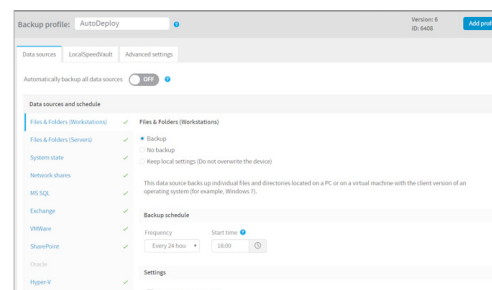 Backup profile: AutoDeploy
Version: 8
ID: 6408
Add prof
Data sources LocalSpeedVault Advanced settings
Automatically backup all data sources OFF
Data sources and schedule
Files & Folders (Workstations)
Files & Folders (Servers)
System state
Network shares
MS SQL
Exchange
VMWare
SharePoint
Oracle
Hyper-V
Files & Folders (Workstations)
Backup
No backup
Keep local settings (Do not overwrite the device)
This data source backs up individual files and directories located on a PC or on a virtual machine with the client version of an
operating system (for example, Windows 7).
Backup schedule
Frequency Start time
Every 24 hou 18:00
Settings